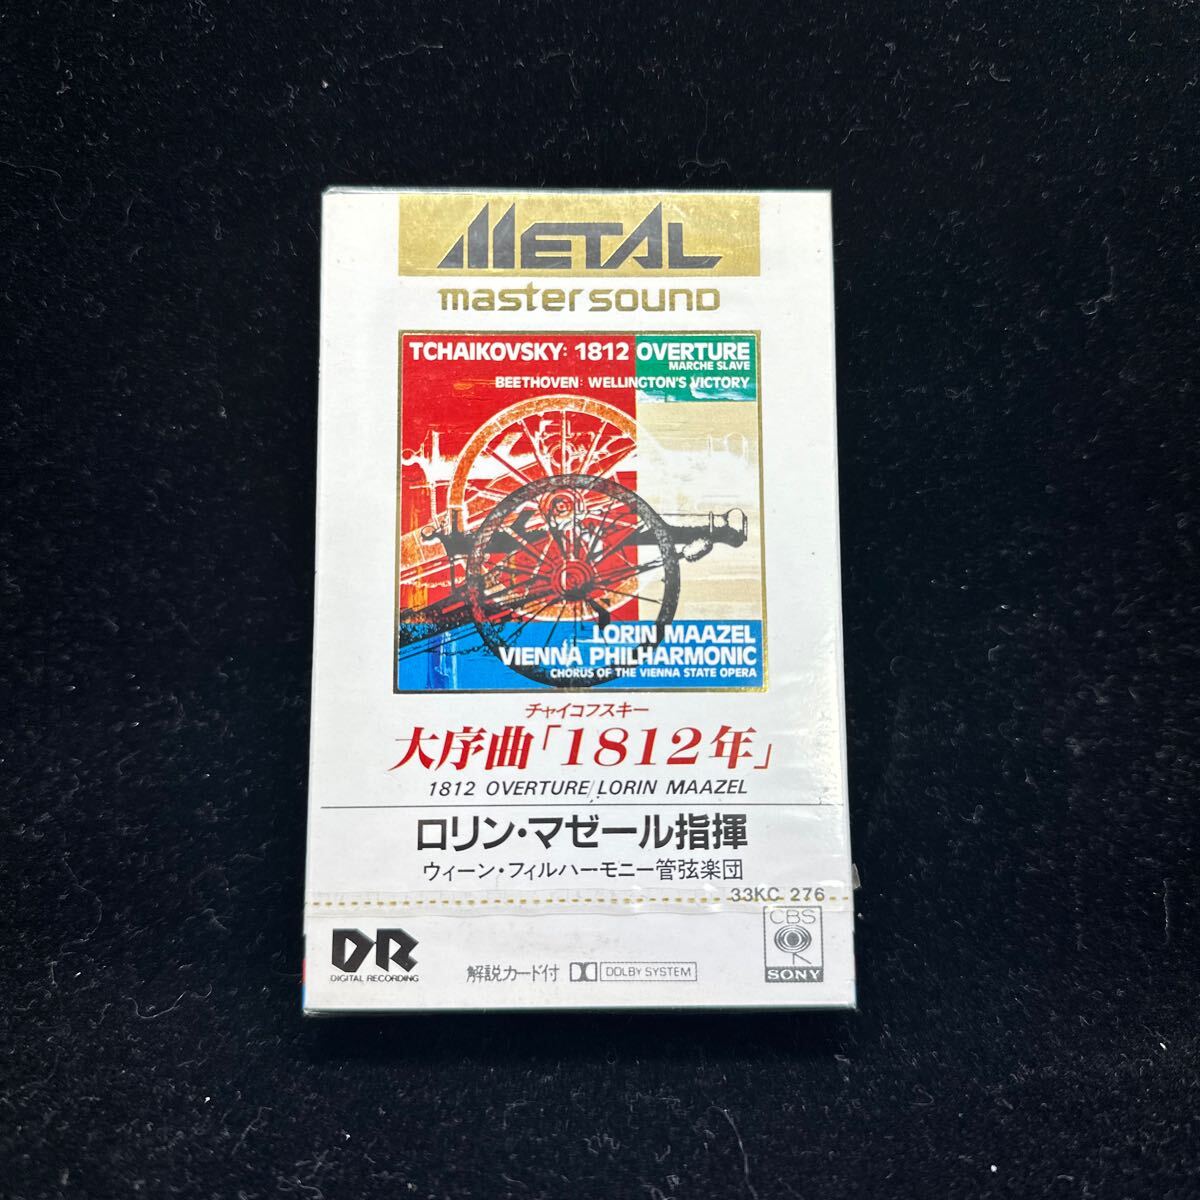 METAL
master sound
TCHAIKOVSKY: 1812 OVERTURE
MARCHE SLAVE
BEETHOVEN: WELLINGTON'S VICTORY
LORIN MAAZEL
VIENNA PHILHARMONIC
CHORUS OF THE VIENNA STATE OPERA
チャイコフスキー
大序曲「1812年」
1812 OVERTURE/LORIN MAAZEL
ロリン・マゼール指揮
ウィーン・フィルハーモニー管弦楽団
33KC 276
DR
DIGITAL RECORDING
解説カード付
DOLBY SYSTEM
CBS
SONY